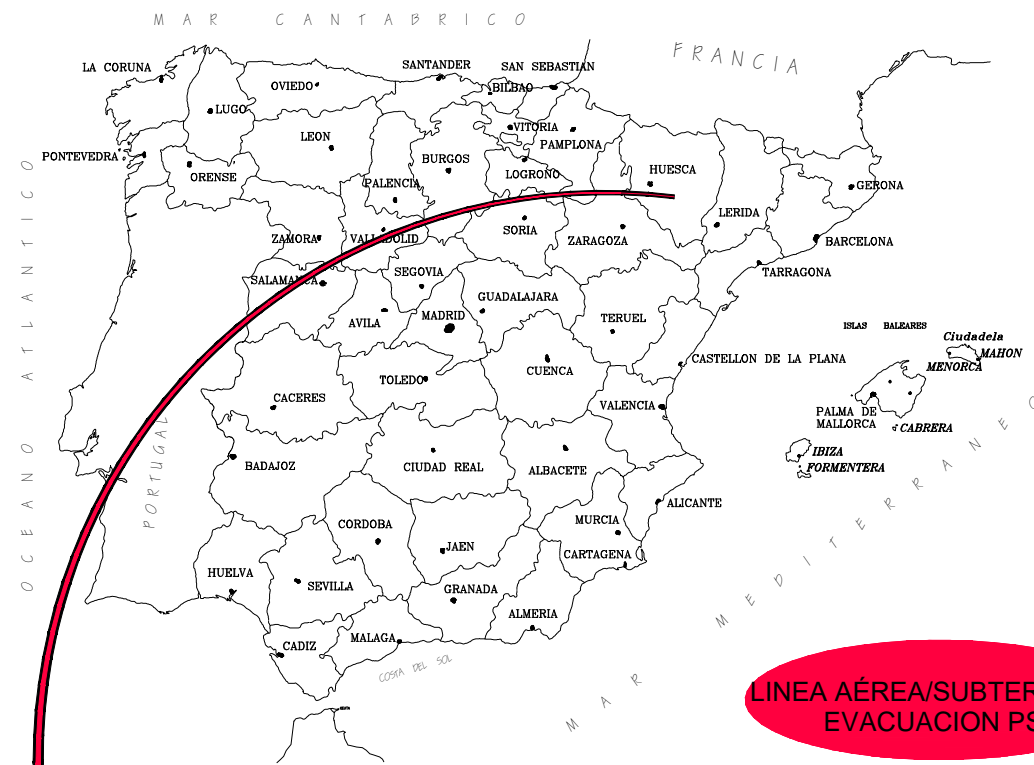 MAR CANTABRICO
FRANCIA
LA CORUNA
SANTANDER
SAN SEBASTIAN
OVIEDO
BILBAO
LUGO
VITORIA
LEON
PAMPLONA
PONTEVEDRA
BURGOS
LOGROÑO
HUESCA
ORENSE
PALENCIA
GERONA
LERIDA
ZAMORA
VALLADOLID
SORIA
ZARAGOZA
BARCELONA
SALAMANCA
SEGOVIA
TARRAGONA
GUADALAJARA
AVILA
MADRID
TERUEL
ISLAS BALEARES
Ciudadela
MAHON
MENORCA
CASTELLON DE LA PLANA
CUENCA
TOLEDO
CACERES
VALENCIA
PALMA DE
MALLORCA
CABRERA
IBIZA
FORMENTERA
BADAJOZ
CIUDAD REAL
ALBACETE
PORTUGAL
OCEANO ATLANTICO
ALICANTE
CORDOBA
MURCIA
JAEN
CARTAGENA
HUELVA
SEVILLA
GRANADA
ALMERIA
CADIZ
MALAGA
COSTA DEL SOL
MAR MEDITERRANEO
LINEA AÉREA/SUBTER
EVACUACION PS